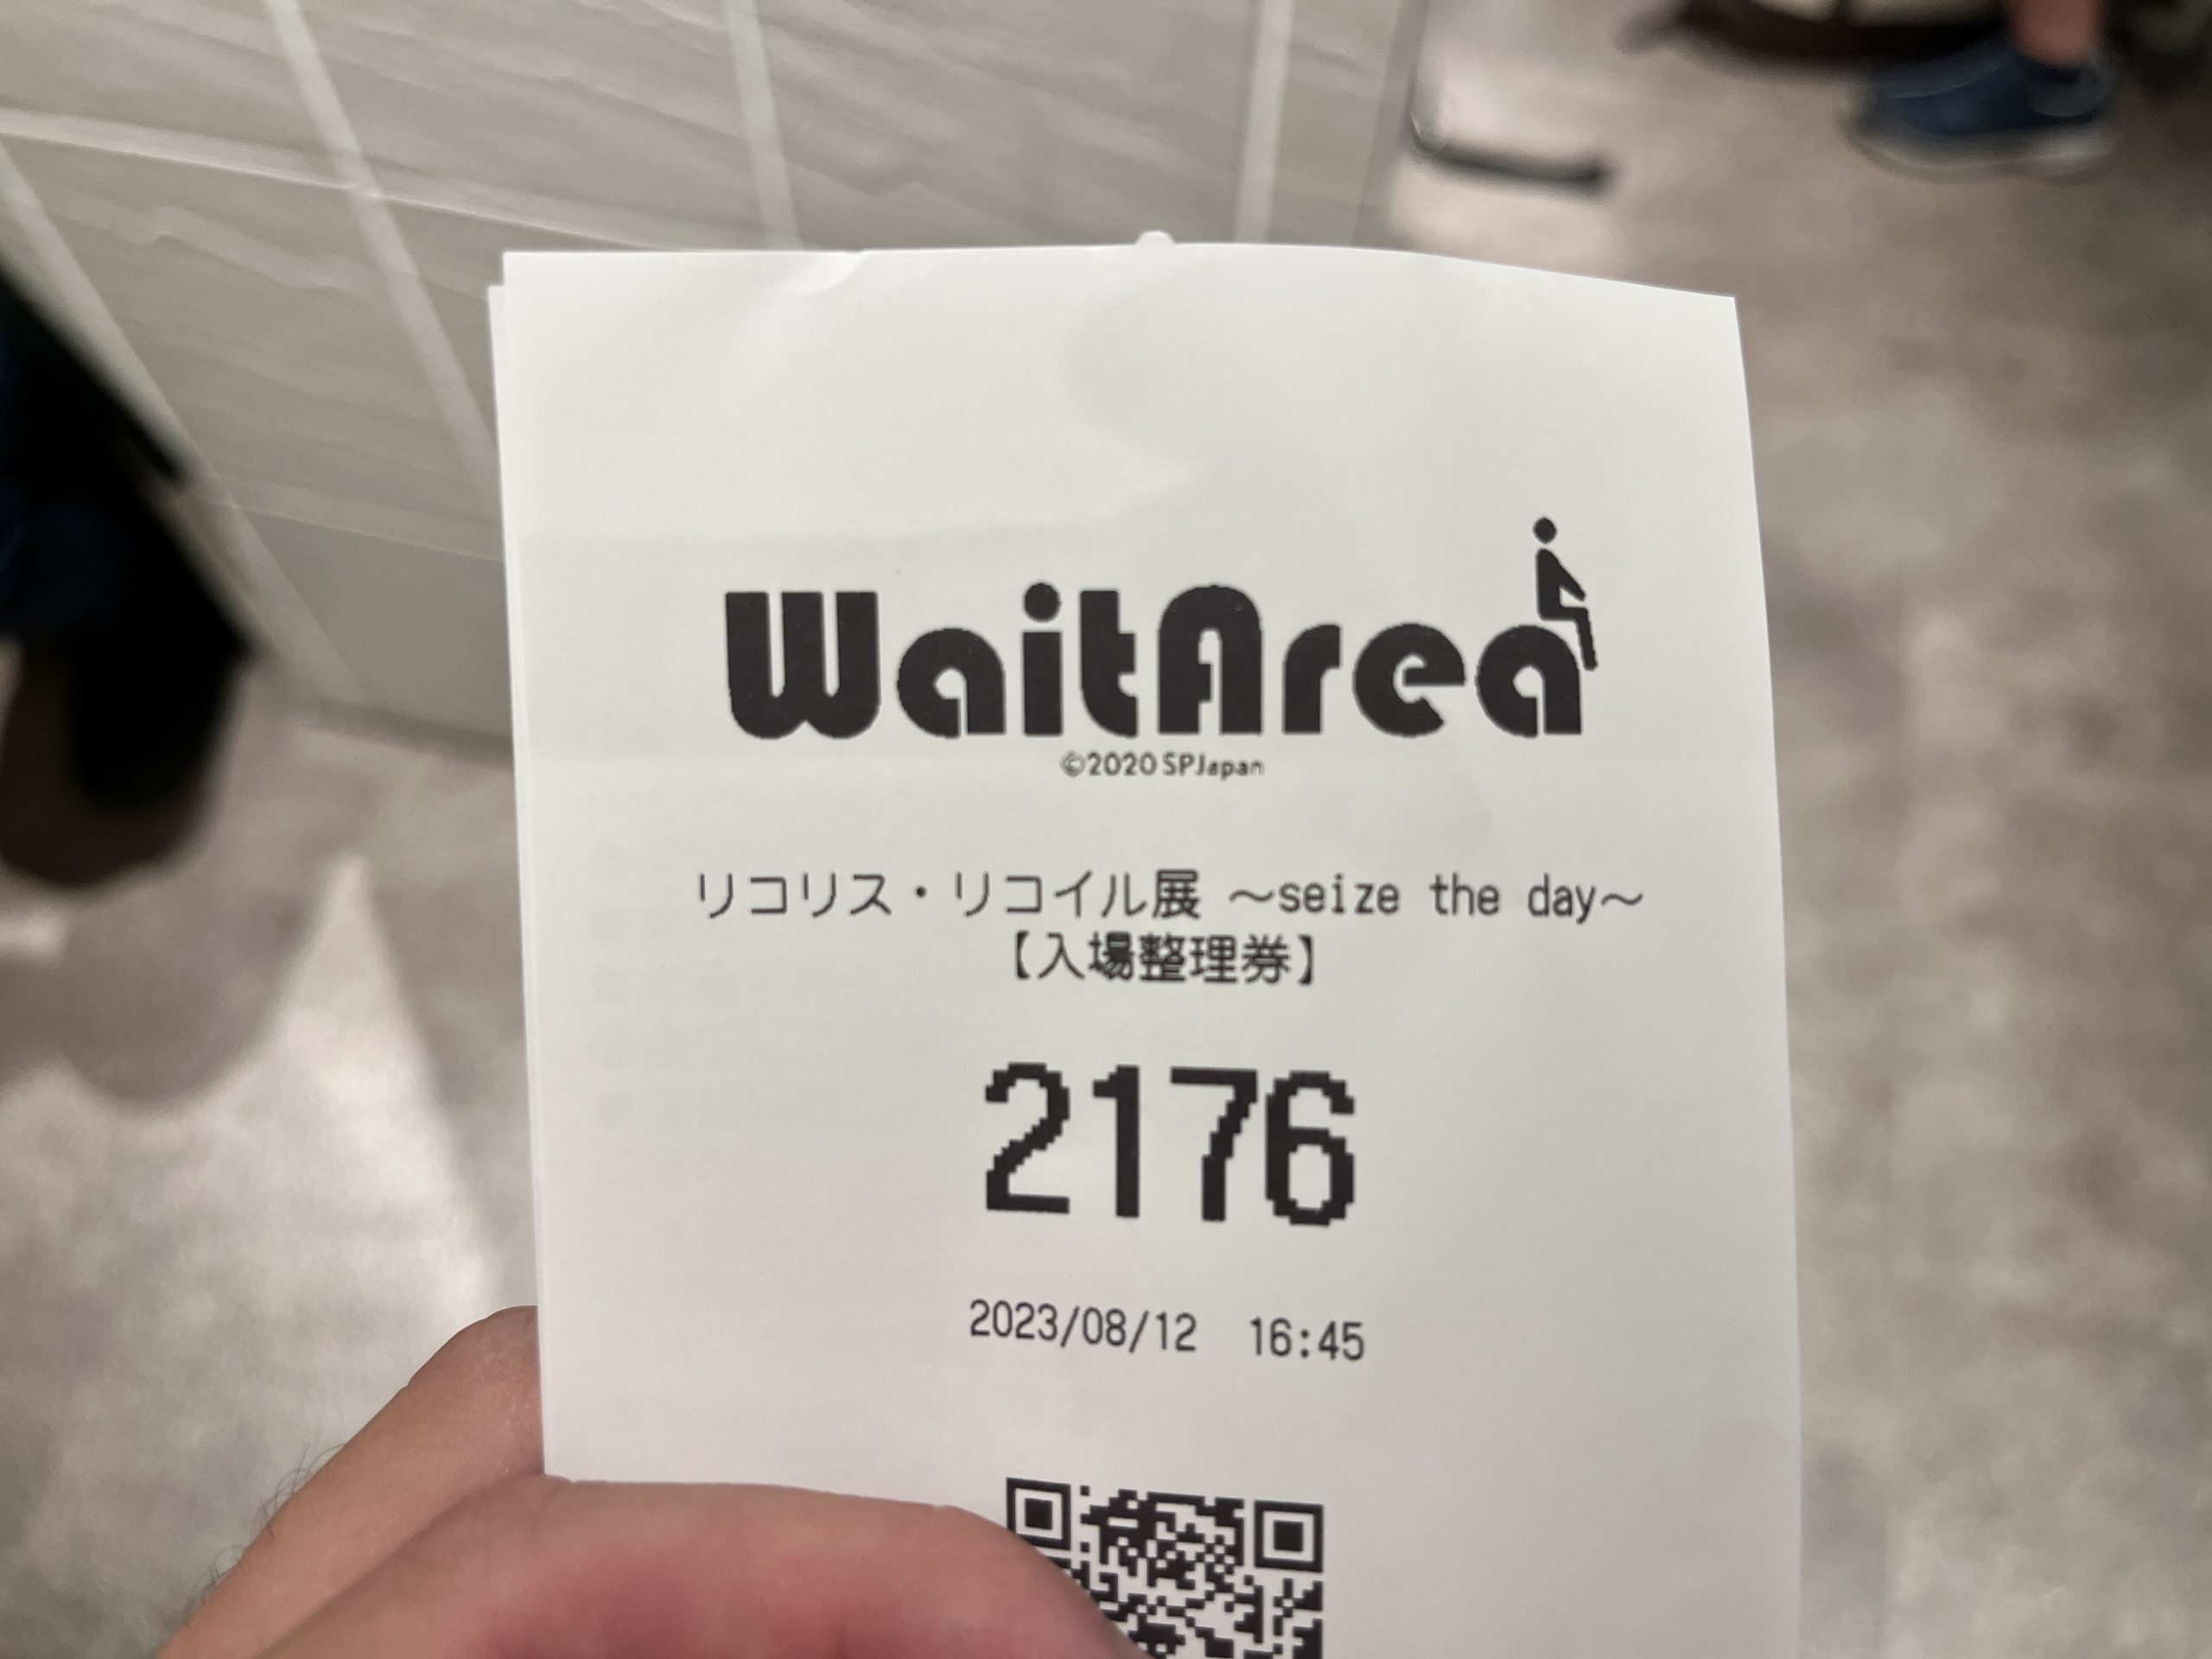 WaitArea
©2020 SPJapan
リコリス・リコイル展 ～seize the day～
【入場整理券】
2176
2023/08/12 16:45